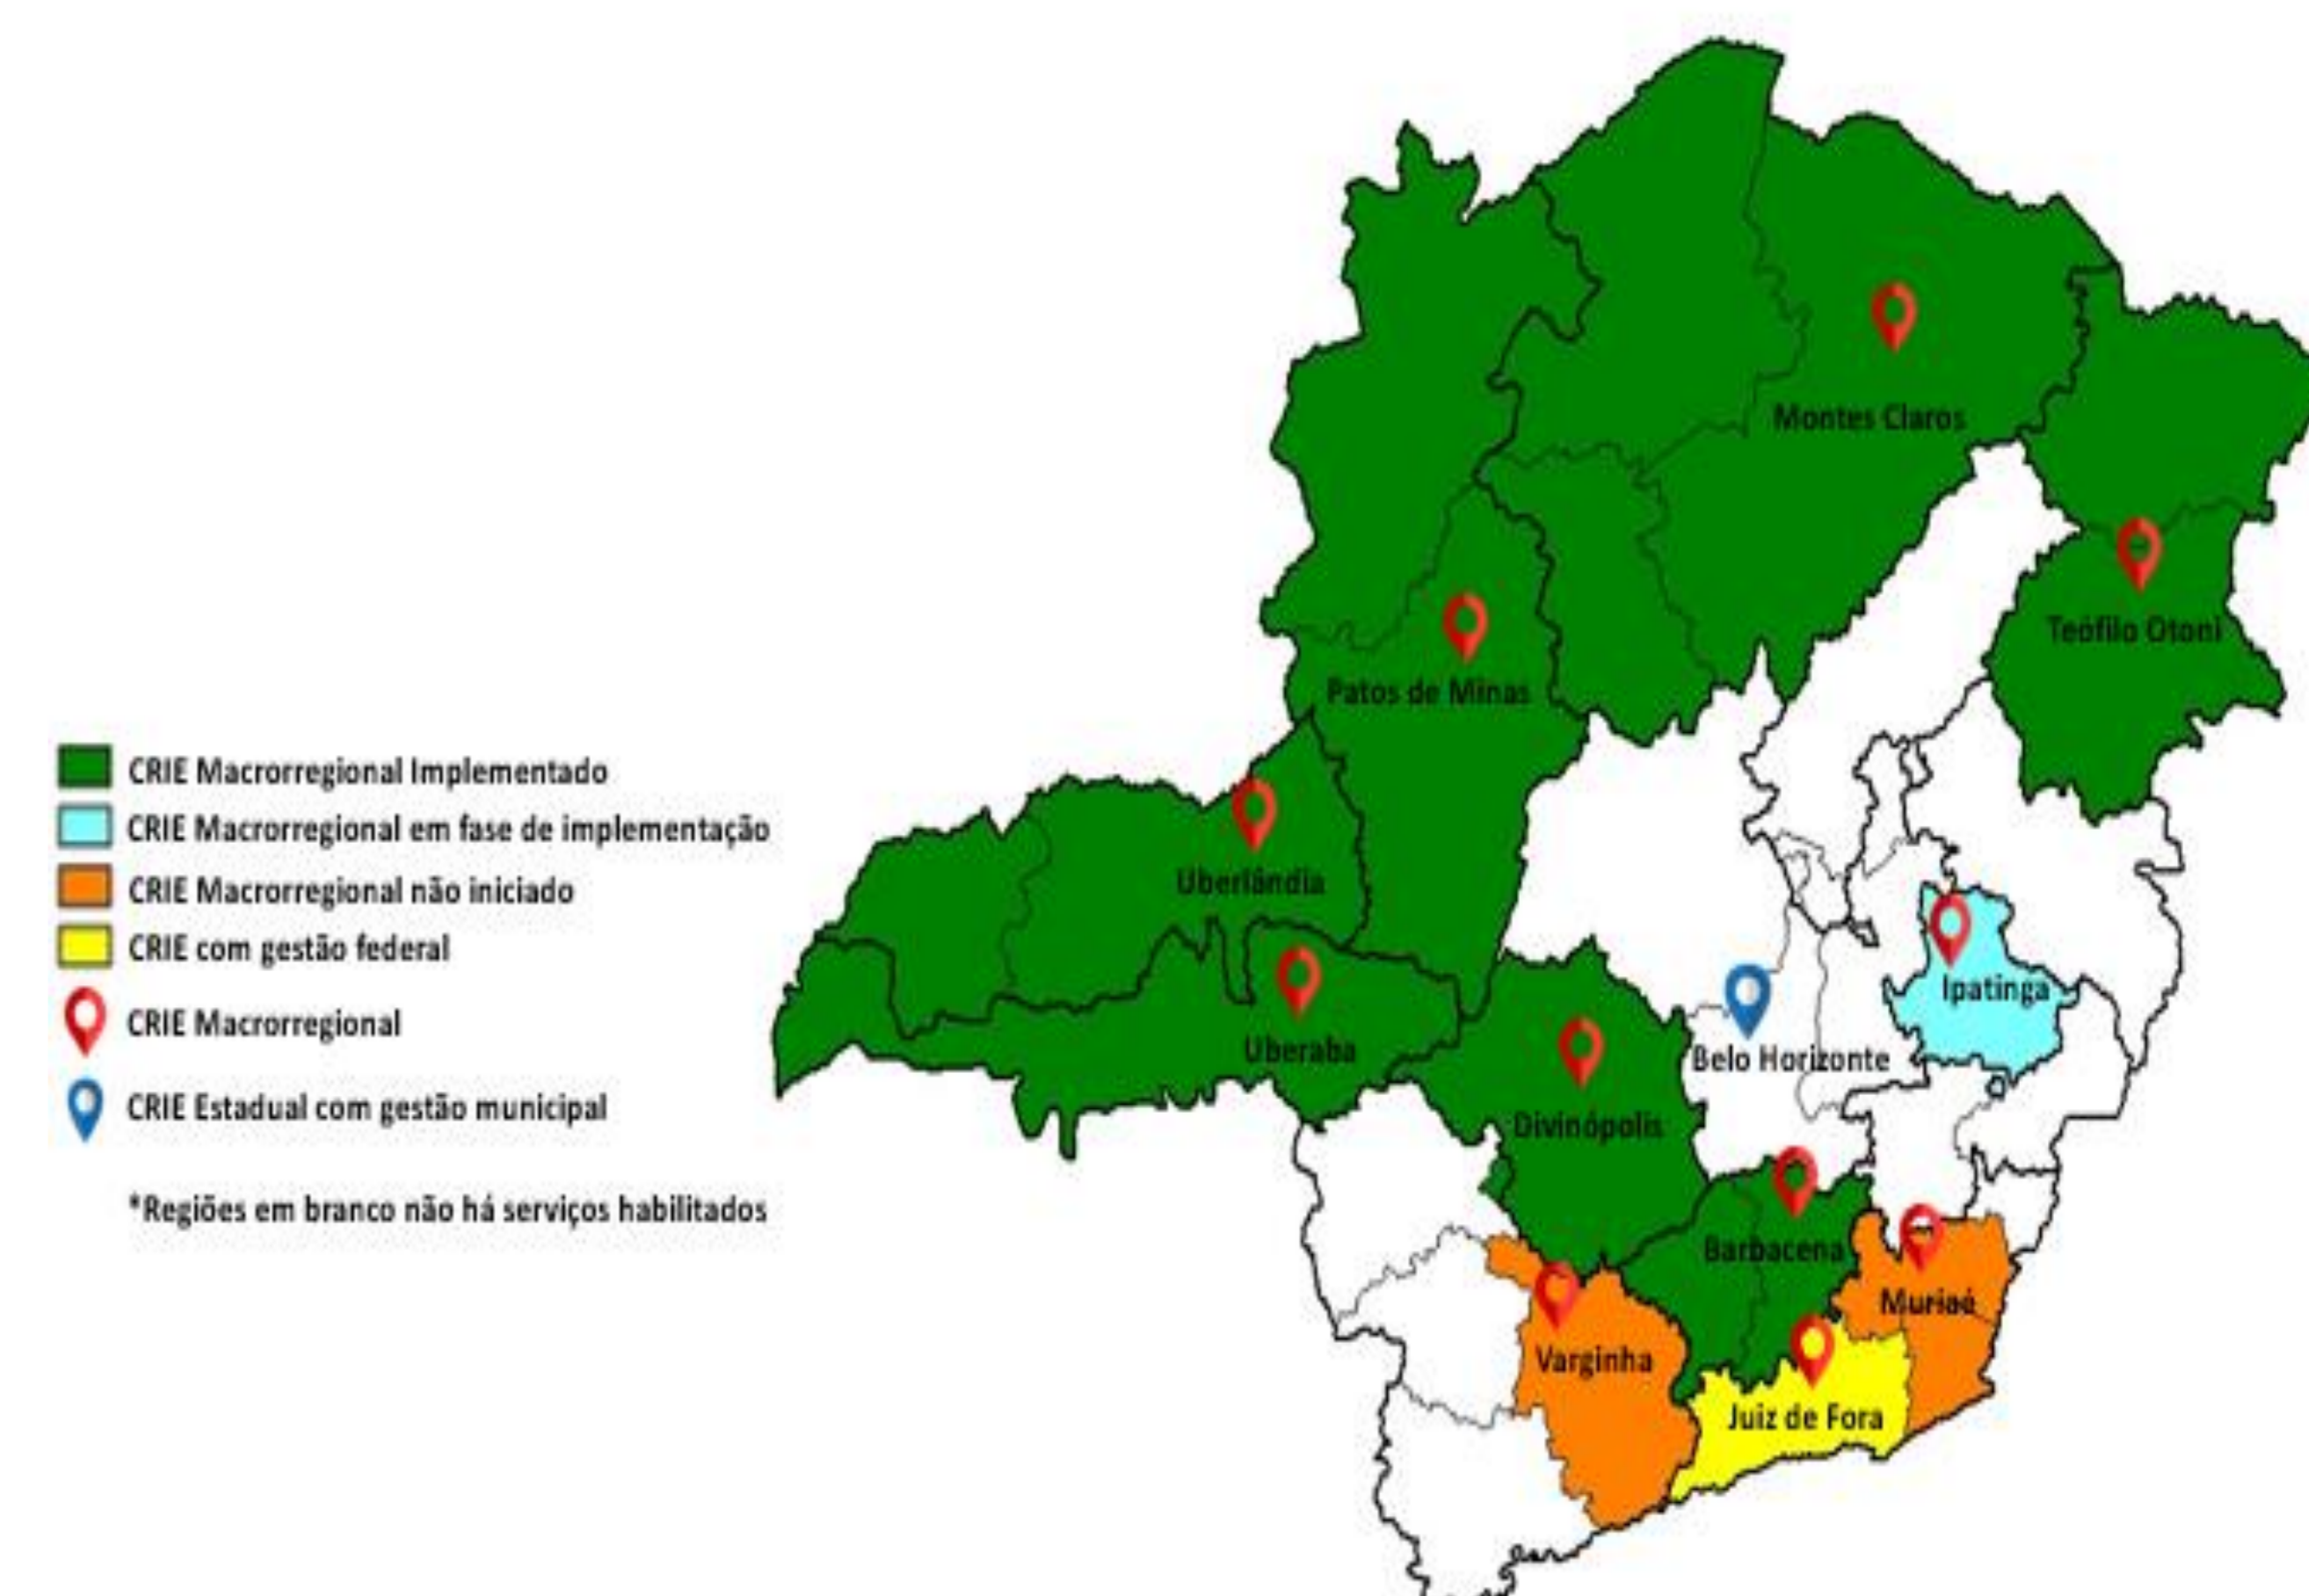 Montes Claros
Teófilo Otoni
Patos de Minas
CRIE Macrorregional Implementado
CRIE Macrorregional em fase de implementação
CRIE Macrorregional não iniciado
CRIE com gestão federal
CRIE Macrorregional
CRIE Estadual com gestão municipal
*Regiões em branco não há serviços habilitados
Uberlândia
Ipatinga
Uberaba
Belo Horizonte
Divinópolis
Barbacena
Muriaé
Varginha
Juiz de Fora